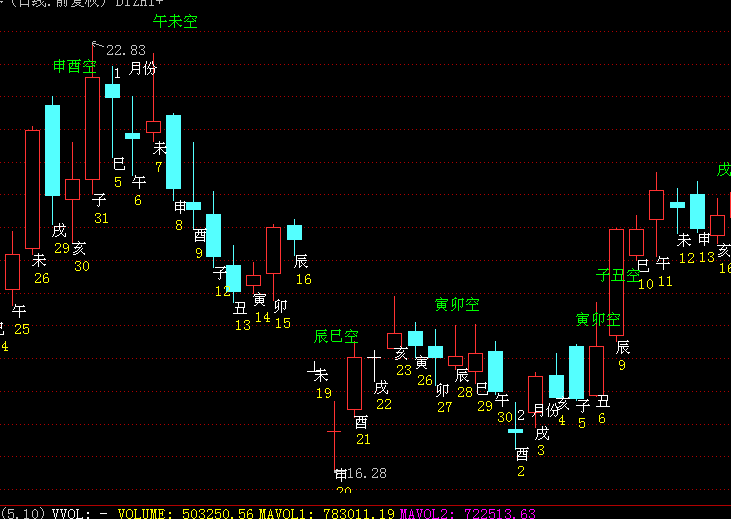 (日线.前复权) DIZHI+
午未空
22.83
申酉空
1 月份
未
26
戌
29
亥
30
子
31
巳
5
午
6
未
7
申
8
酉
9
子
12
丑
13
寅
14
卯
15
辰
16
午
25
巳
4
辰巳空
未
19
申
20
16.28
酉
21
戌
22
亥
23
寅
26
卯
27
寅卯空
辰
28
巳
29
午
30
2 月份
酉
2
戌
3
亥
4
子
5
丑
6
寅卯空
子丑空
辰
9
巳
10
午
11
未
12
申
13
亥
16
戌
(5.10) VVOL: - VOLUME: 503250.56 MAVOL1: 783011.19 MAVOL2: 722513.63